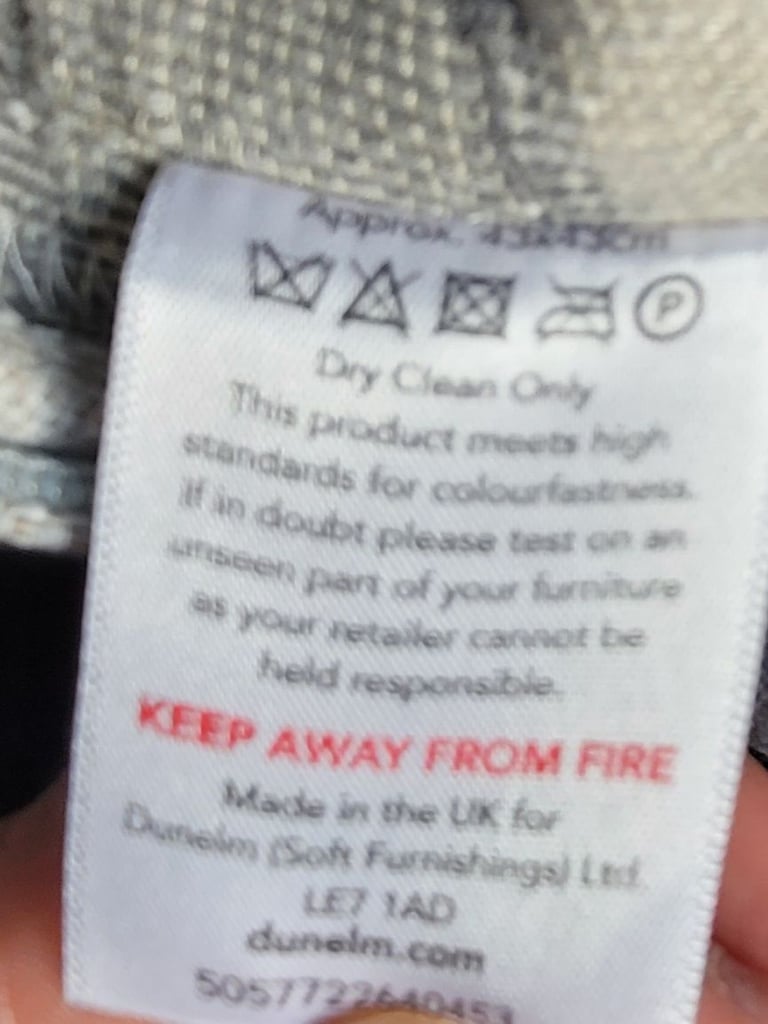 Approx. 43x43cm
P
Dry Clean Only
This product meets high
standards for colourfastness.
If in doubt please test on an
unseen part of your furniture
as your retailer cannot be
held responsible.
KEEP AWAY FROM FIRE
Made in the UK for
Dunelm (Soft Furnishings) Ltd.
LE7 1AD
dunelm.com
5057722640453